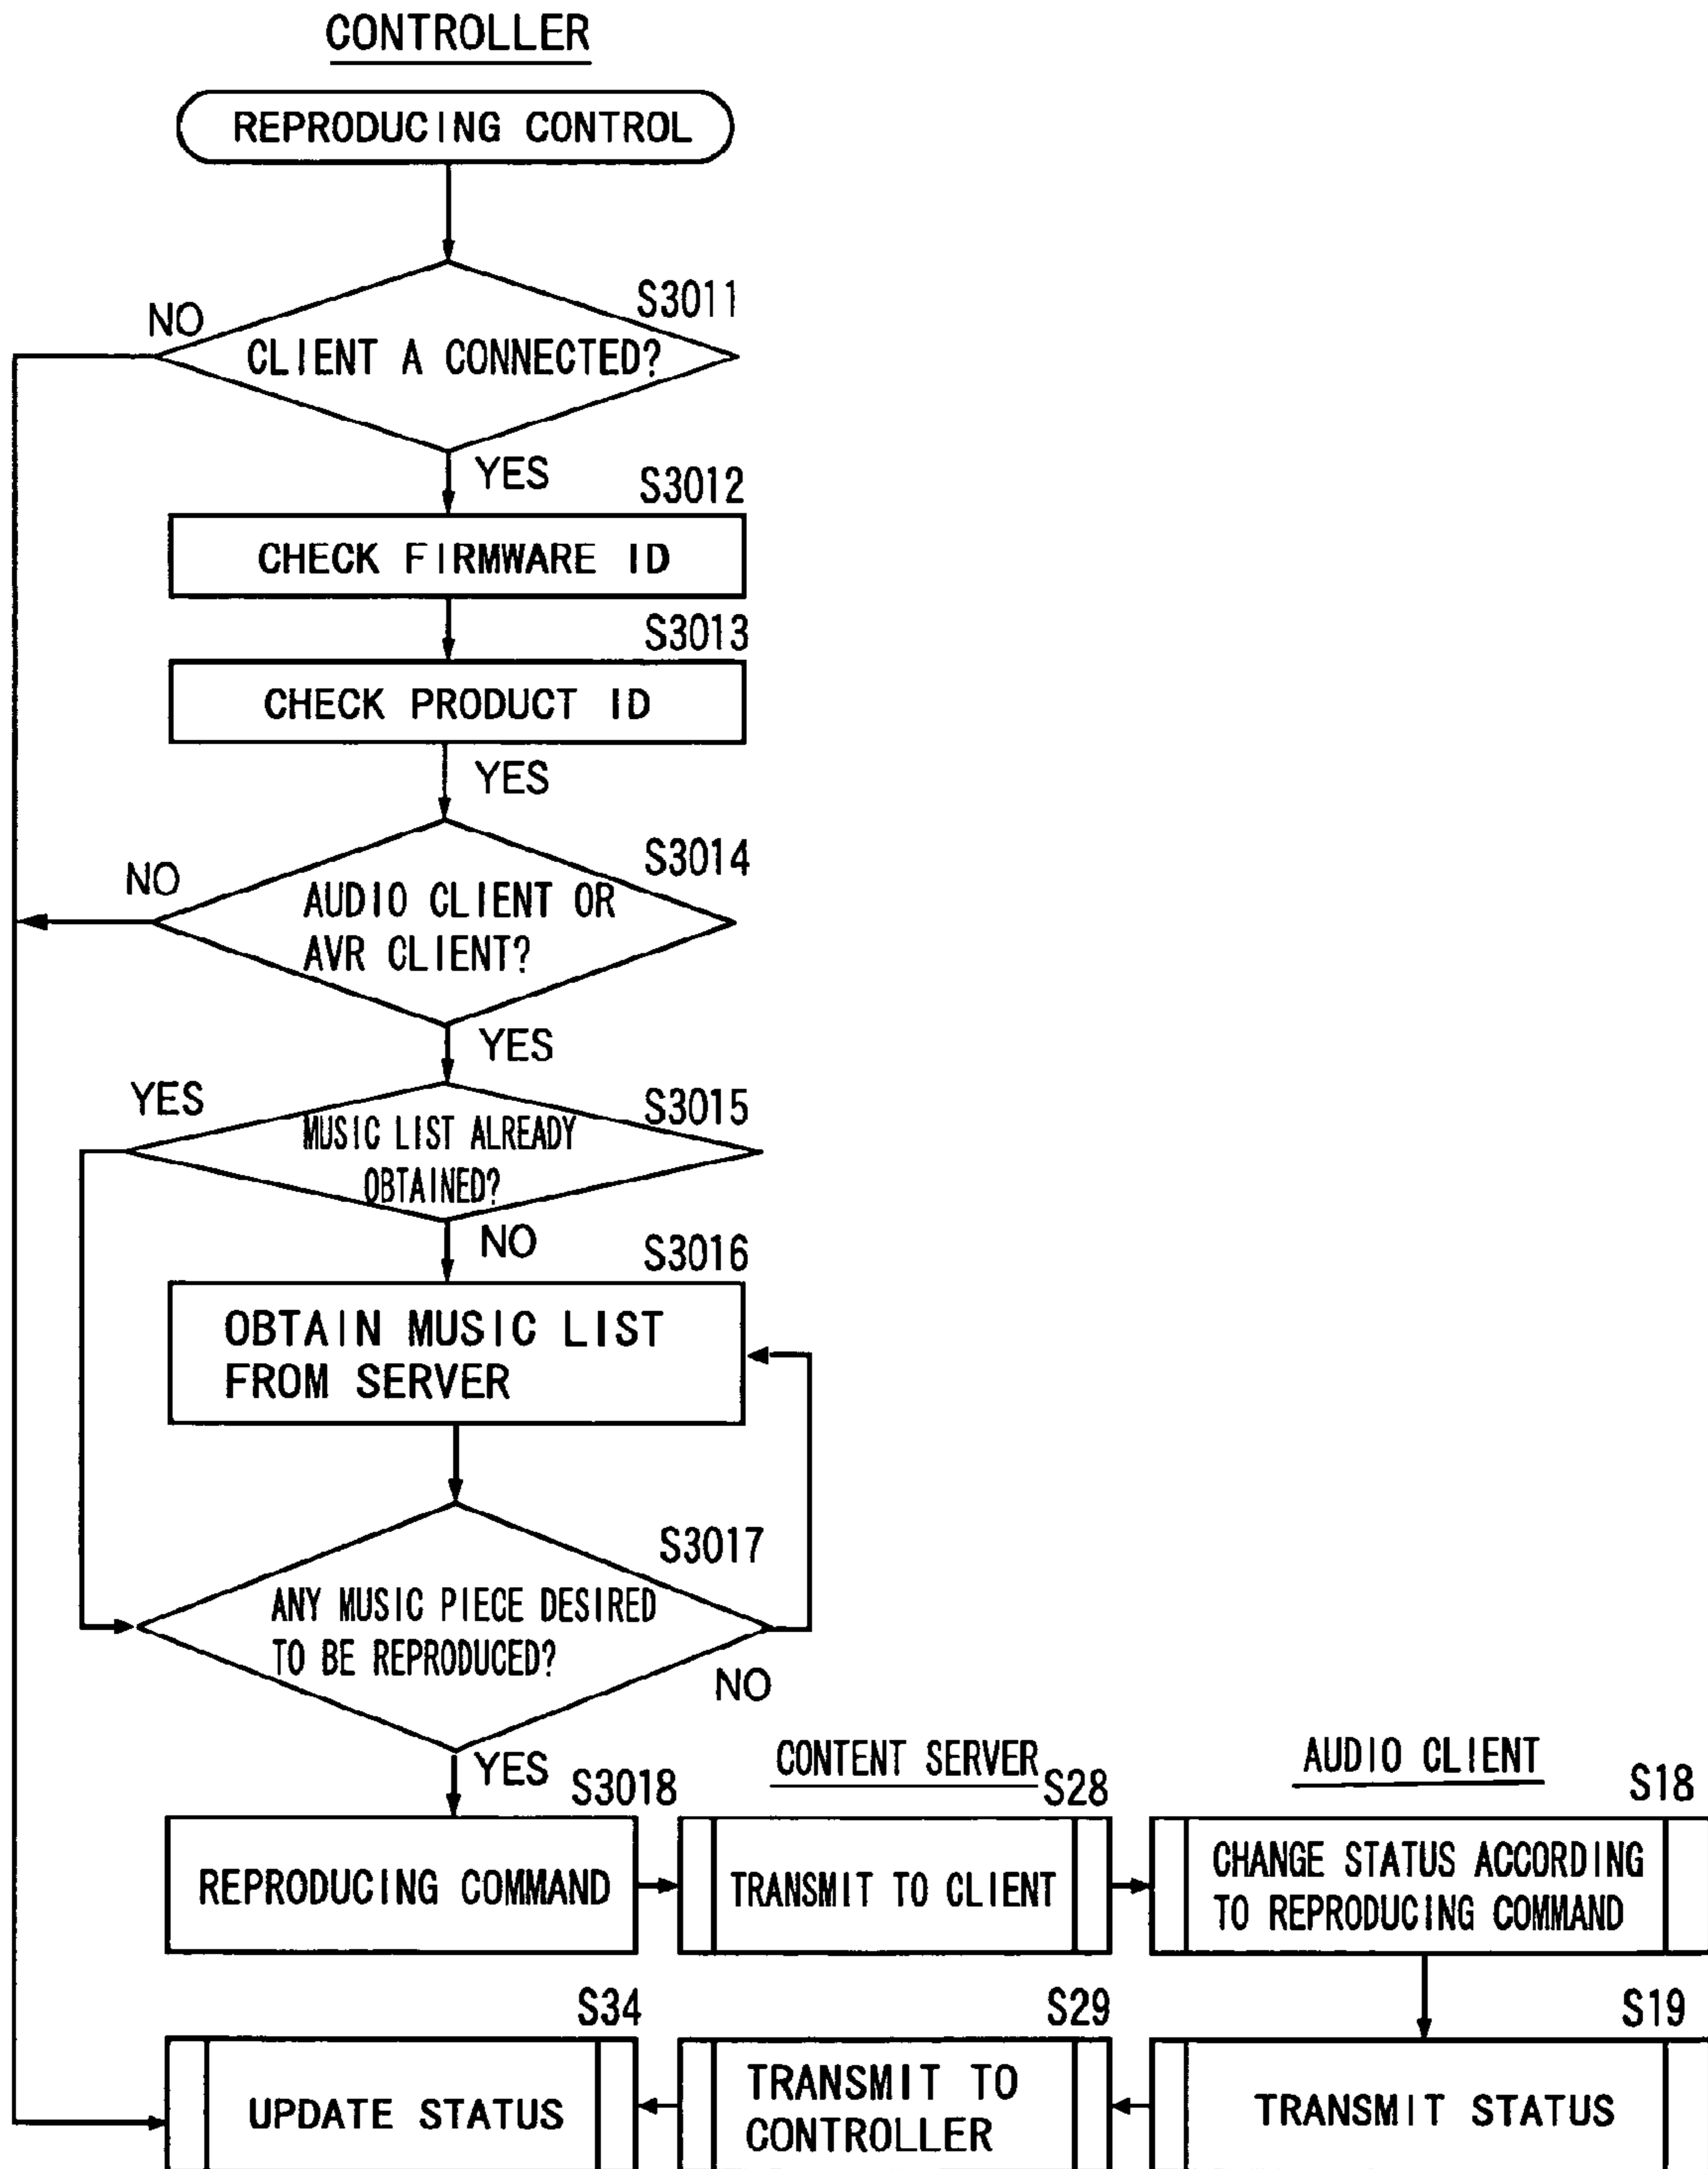 CONTROLLER
REPRODUCING CONTROL
S3011
NO
CLIENT A CONNECTED?
YES
S3012
CHECK FIRMWARE ID
S3013
CHECK PRODUCT ID
YES
S3014
NO
AUDIO CLIENT OR
AVR CLIENT?
YES
YES
S3015
MUSIC LIST ALREADY
OBTAINED?
NO
S3016
OBTAIN MUSIC LIST
FROM SERVER
S3017
ANY MUSIC PIECE DESIRED
TO BE REPRODUCED?
NO
YES
S3018
CONTENT SERVER
S28
AUDIO CLIENT
S18
REPRODUCING COMMAND
TRANSMIT TO CLIENT
CHANGE STATUS ACCORDING
TO REPRODUCING COMMAND
S34
S29
S19
UPDATE STATUS
TRANSMIT TO
CONTROLLER
TRANSMIT STATUS